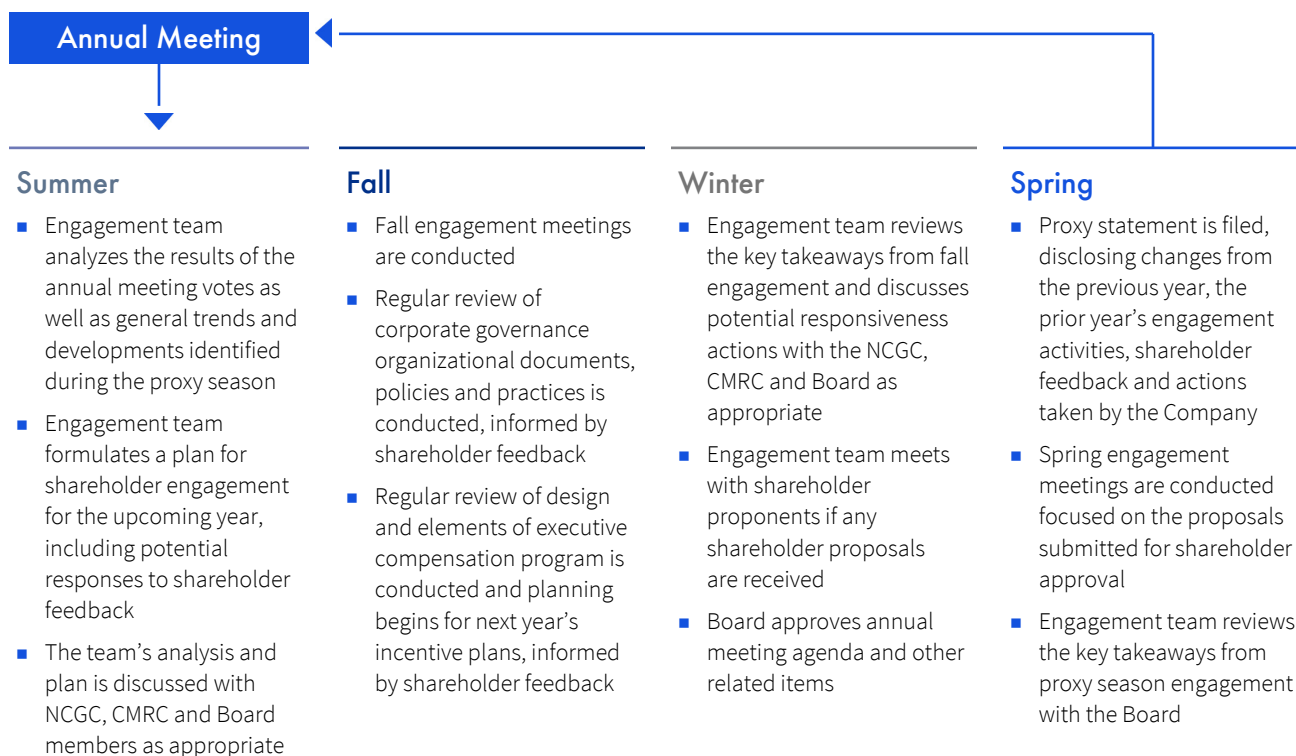 Annual Meeting
Summer
■ Engagement team
analyzes the results of the
annual meeting votes as
well as general trends and
developments identified
during the proxy season
■ Engagement team
formulates a plan for
shareholder engagement
for the upcoming year,
including potential
responses to shareholder
feedback
■ The team’s analysis and
plan is discussed with
NCGC, CMRC and Board
members as appropriate
Fall
■ Fall engagement meetings
are conducted
■ Regular review of
corporate governance
organizational documents,
policies and practices is
conducted, informed by
shareholder feedback
■ Regular review of design
and elements of executive
compensation program is
conducted and planning
begins for next year’s
incentive plans, informed
by shareholder feedback
Winter
■ Engagement team reviews
the key takeaways from fall
engagement and discusses
potential responsiveness
actions with the NCGC,
CMRC and Board as
appropriate
■ Engagement team meets
with shareholder
proponents if any
shareholder proposals
are received
■ Board approves annual
meeting agenda and other
related items
Spring
■ Proxy statement is filed,
disclosing changes from
the previous year, the
prior year’s engagement
activities, shareholder
feedback and actions
taken by the Company
■ Spring engagement
meetings are conducted
focused on the proposals
submitted for shareholder
approval
■ Engagement team reviews
the key takeaways from
proxy season engagement
with the Board